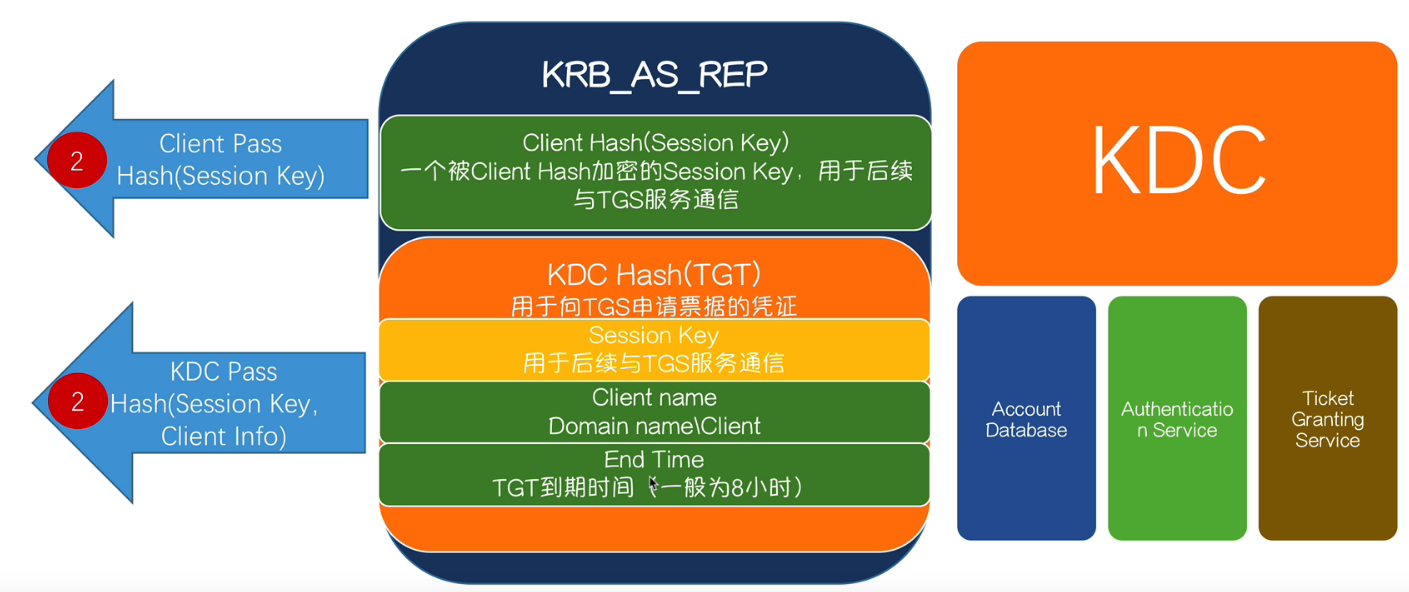 2
Client Pass
Hash(Session Key)
2
KDC Pass
Hash(Session Key,
Client Info)
KRB_AS_REP
Client Hash(Session Key)
一个被Client Hash加密的Session Key，用于后续
与TGS服务通信
KDC Hash(TGT)
用于向TGS申请票据的凭证
Session Key
用于后续与TGS服务通信
Client name
Domain name\Client
End Time
TGT到期时间（一般为8小时）
KDC
Account
Database
Authenticatio
n Service
Ticket
Granting
Service